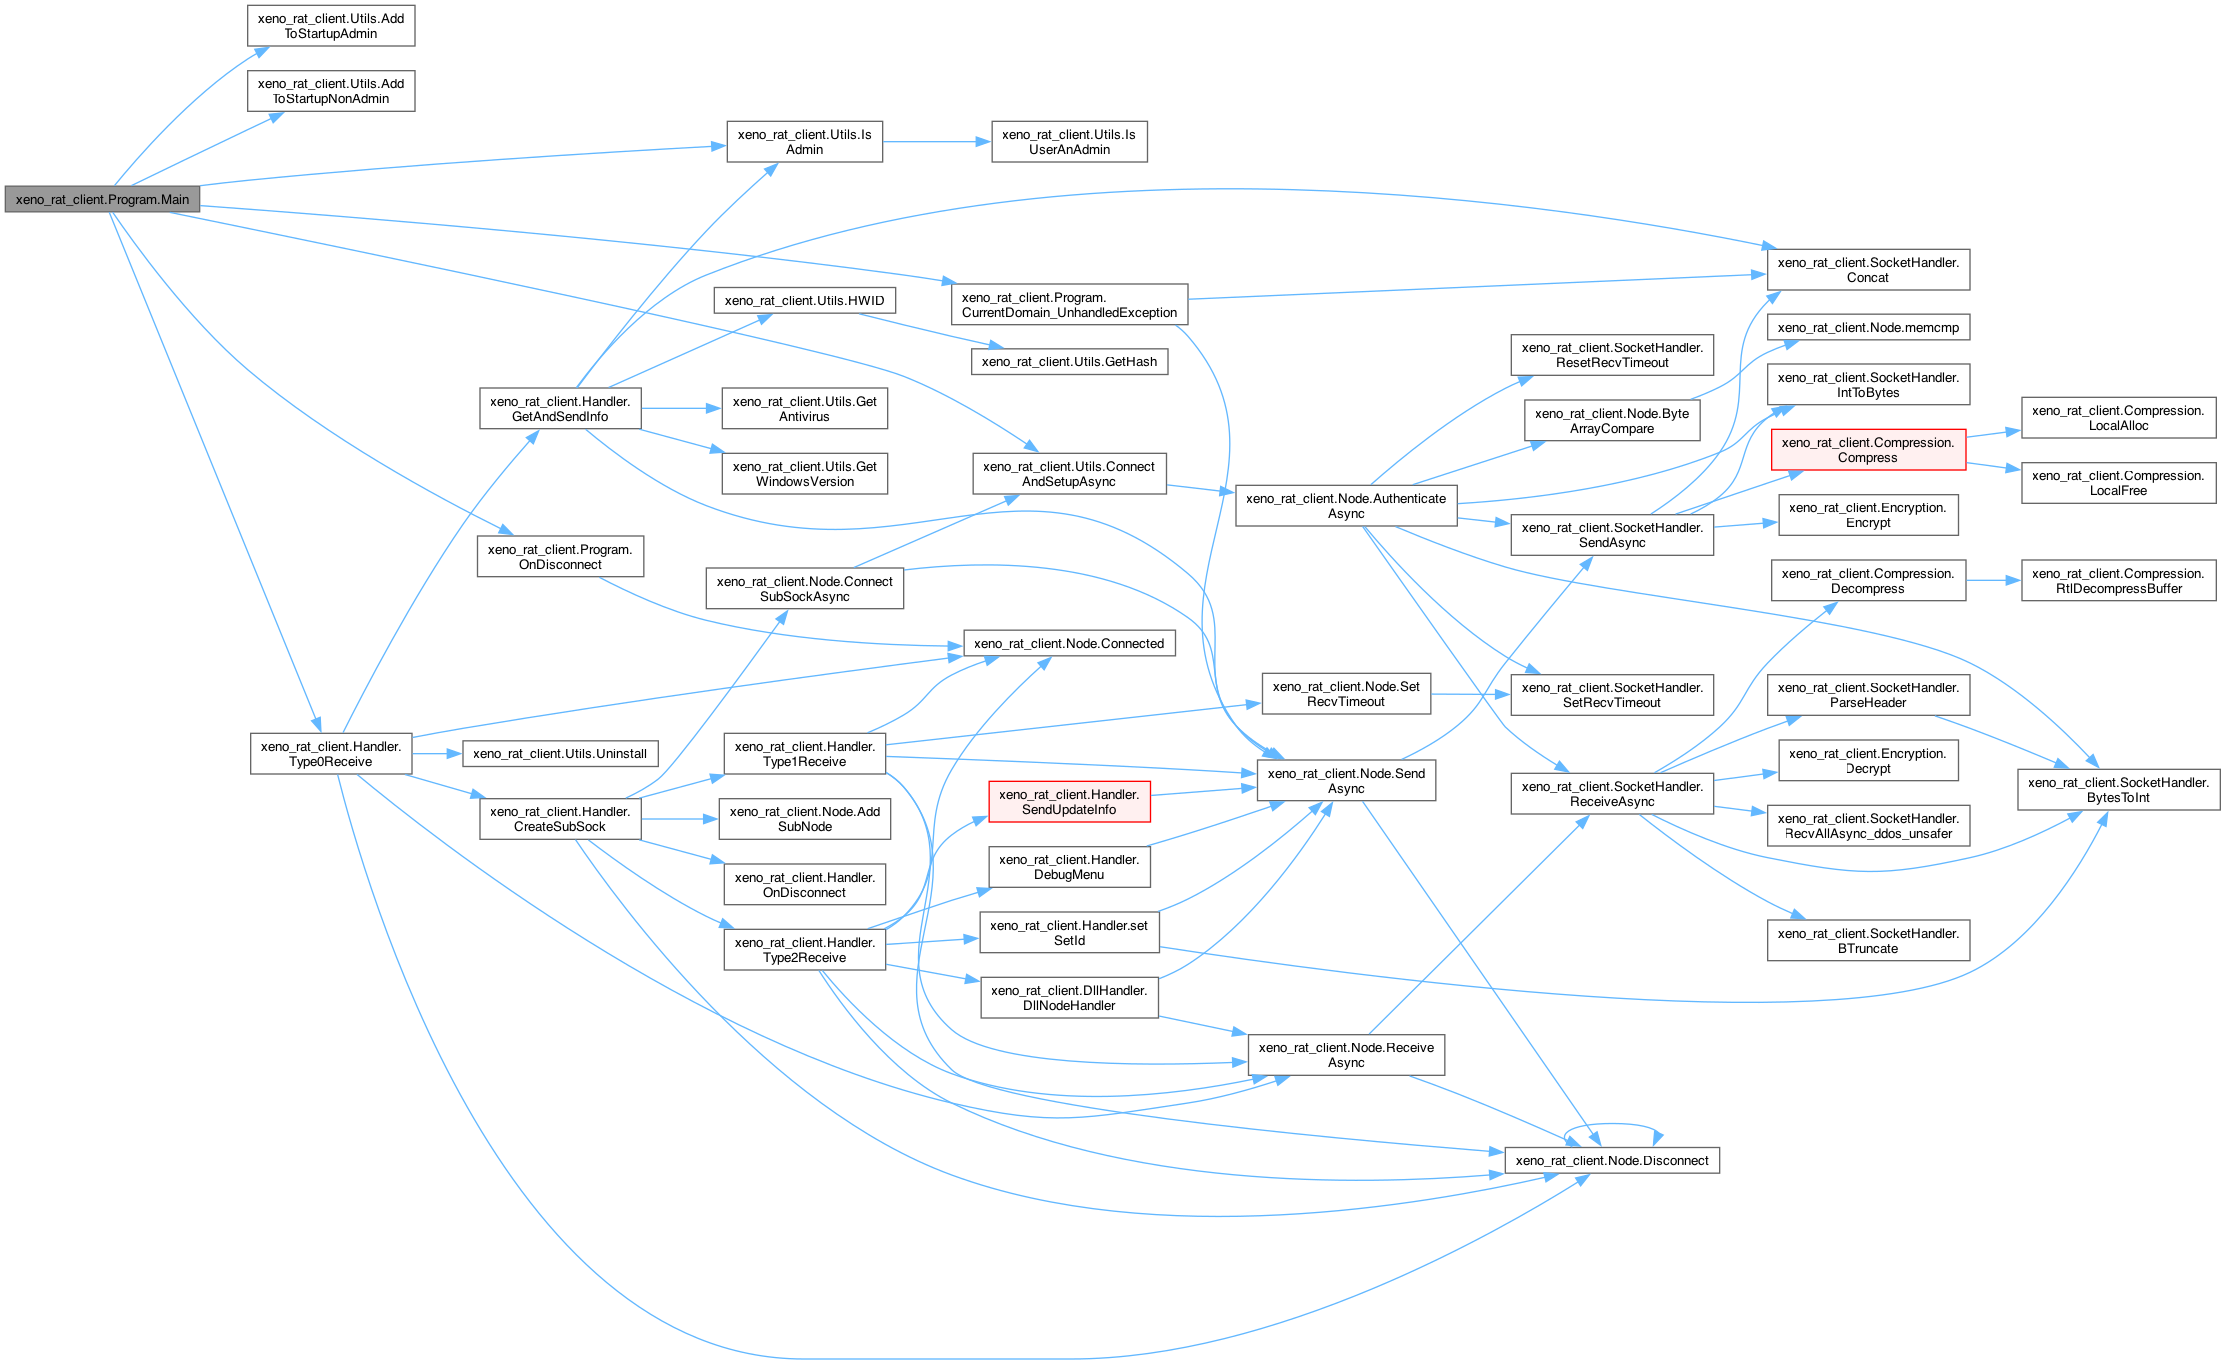 xeno_rat_client.Utils.Add
ToStartupAdmin
xeno_rat_client.Utils.Add
ToStartupNonAdmin
xeno_rat_client.Utils.Is
Admin
xeno_rat_client.Utils.Is
UserAnAdmin
xeno_rat_client.Program.Main
xeno_rat_client.SocketHandler.
Concat
xeno_rat_client.Utils.HWID
xeno_rat_client.Program.
CurrentDomain_UnhandledException
xeno_rat_client.Node.memcmp
xeno_rat_client.Utils.GetHash
xeno_rat_client.SocketHandler.
ResetRecvTimeout
xeno_rat_client.SocketHandler.
IntToBytes
xeno_rat_client.Handler.
GetAndSendInfo
xeno_rat_client.Utils.Get
Antivirus
xeno_rat_client.Node.Byte
ArrayCompare
xeno_rat_client.Compression.
LocalAlloc
xeno_rat_client.Compression.
Compress
xeno_rat_client.Utils.Get
WindowsVersion
xeno_rat_client.Utils.Connect
AndSetupAsync
xeno_rat_client.Compression.
LocalFree
xeno_rat_client.Node.Authenticate
Async
xeno_rat_client.Encryption.
Encrypt
xeno_rat_client.SocketHandler.
SendAsync
xeno_rat_client.Program.
OnDisconnect
xeno_rat_client.Node.Connect
SubSockAsync
xeno_rat_client.Compression.
Decompress
xeno_rat_client.Compression.
RtlDecompressBuffer
xeno_rat_client.Node.Connected
xeno_rat_client.Node.Set
RecvTimeout
xeno_rat_client.SocketHandler.
SetRecvTimeout
xeno_rat_client.SocketHandler.
ParseHeader
xeno_rat_client.Handler.
Type0Receive
xeno_rat_client.Utils.Uninstall
xeno_rat_client.Handler.
Type1Receive
xeno_rat_client.Node.Send
Async
xeno_rat_client.Encryption.
Decrypt
xeno_rat_client.SocketHandler.
BytesToInt
xeno_rat_client.Handler.
SendUpdateInfo
xeno_rat_client.SocketHandler.
ReceiveAsync
xeno_rat_client.Handler.
CreateSubSock
xeno_rat_client.Node.Add
SubNode
xeno_rat_client.SocketHandler.
RecvAllAsync_ddos_unsafer
xeno_rat_client.Handler.
DebugMenu
xeno_rat_client.Handler.
OnDisconnect
xeno_rat_client.Handler.set
SetId
xeno_rat_client.SocketHandler.
BTruncate
xeno_rat_client.Handler.
Type2Receive
xeno_rat_client.DllHandler.
DllNodeHandler
xeno_rat_client.Node.Receive
Async
xeno_rat_client.Node.Disconnect